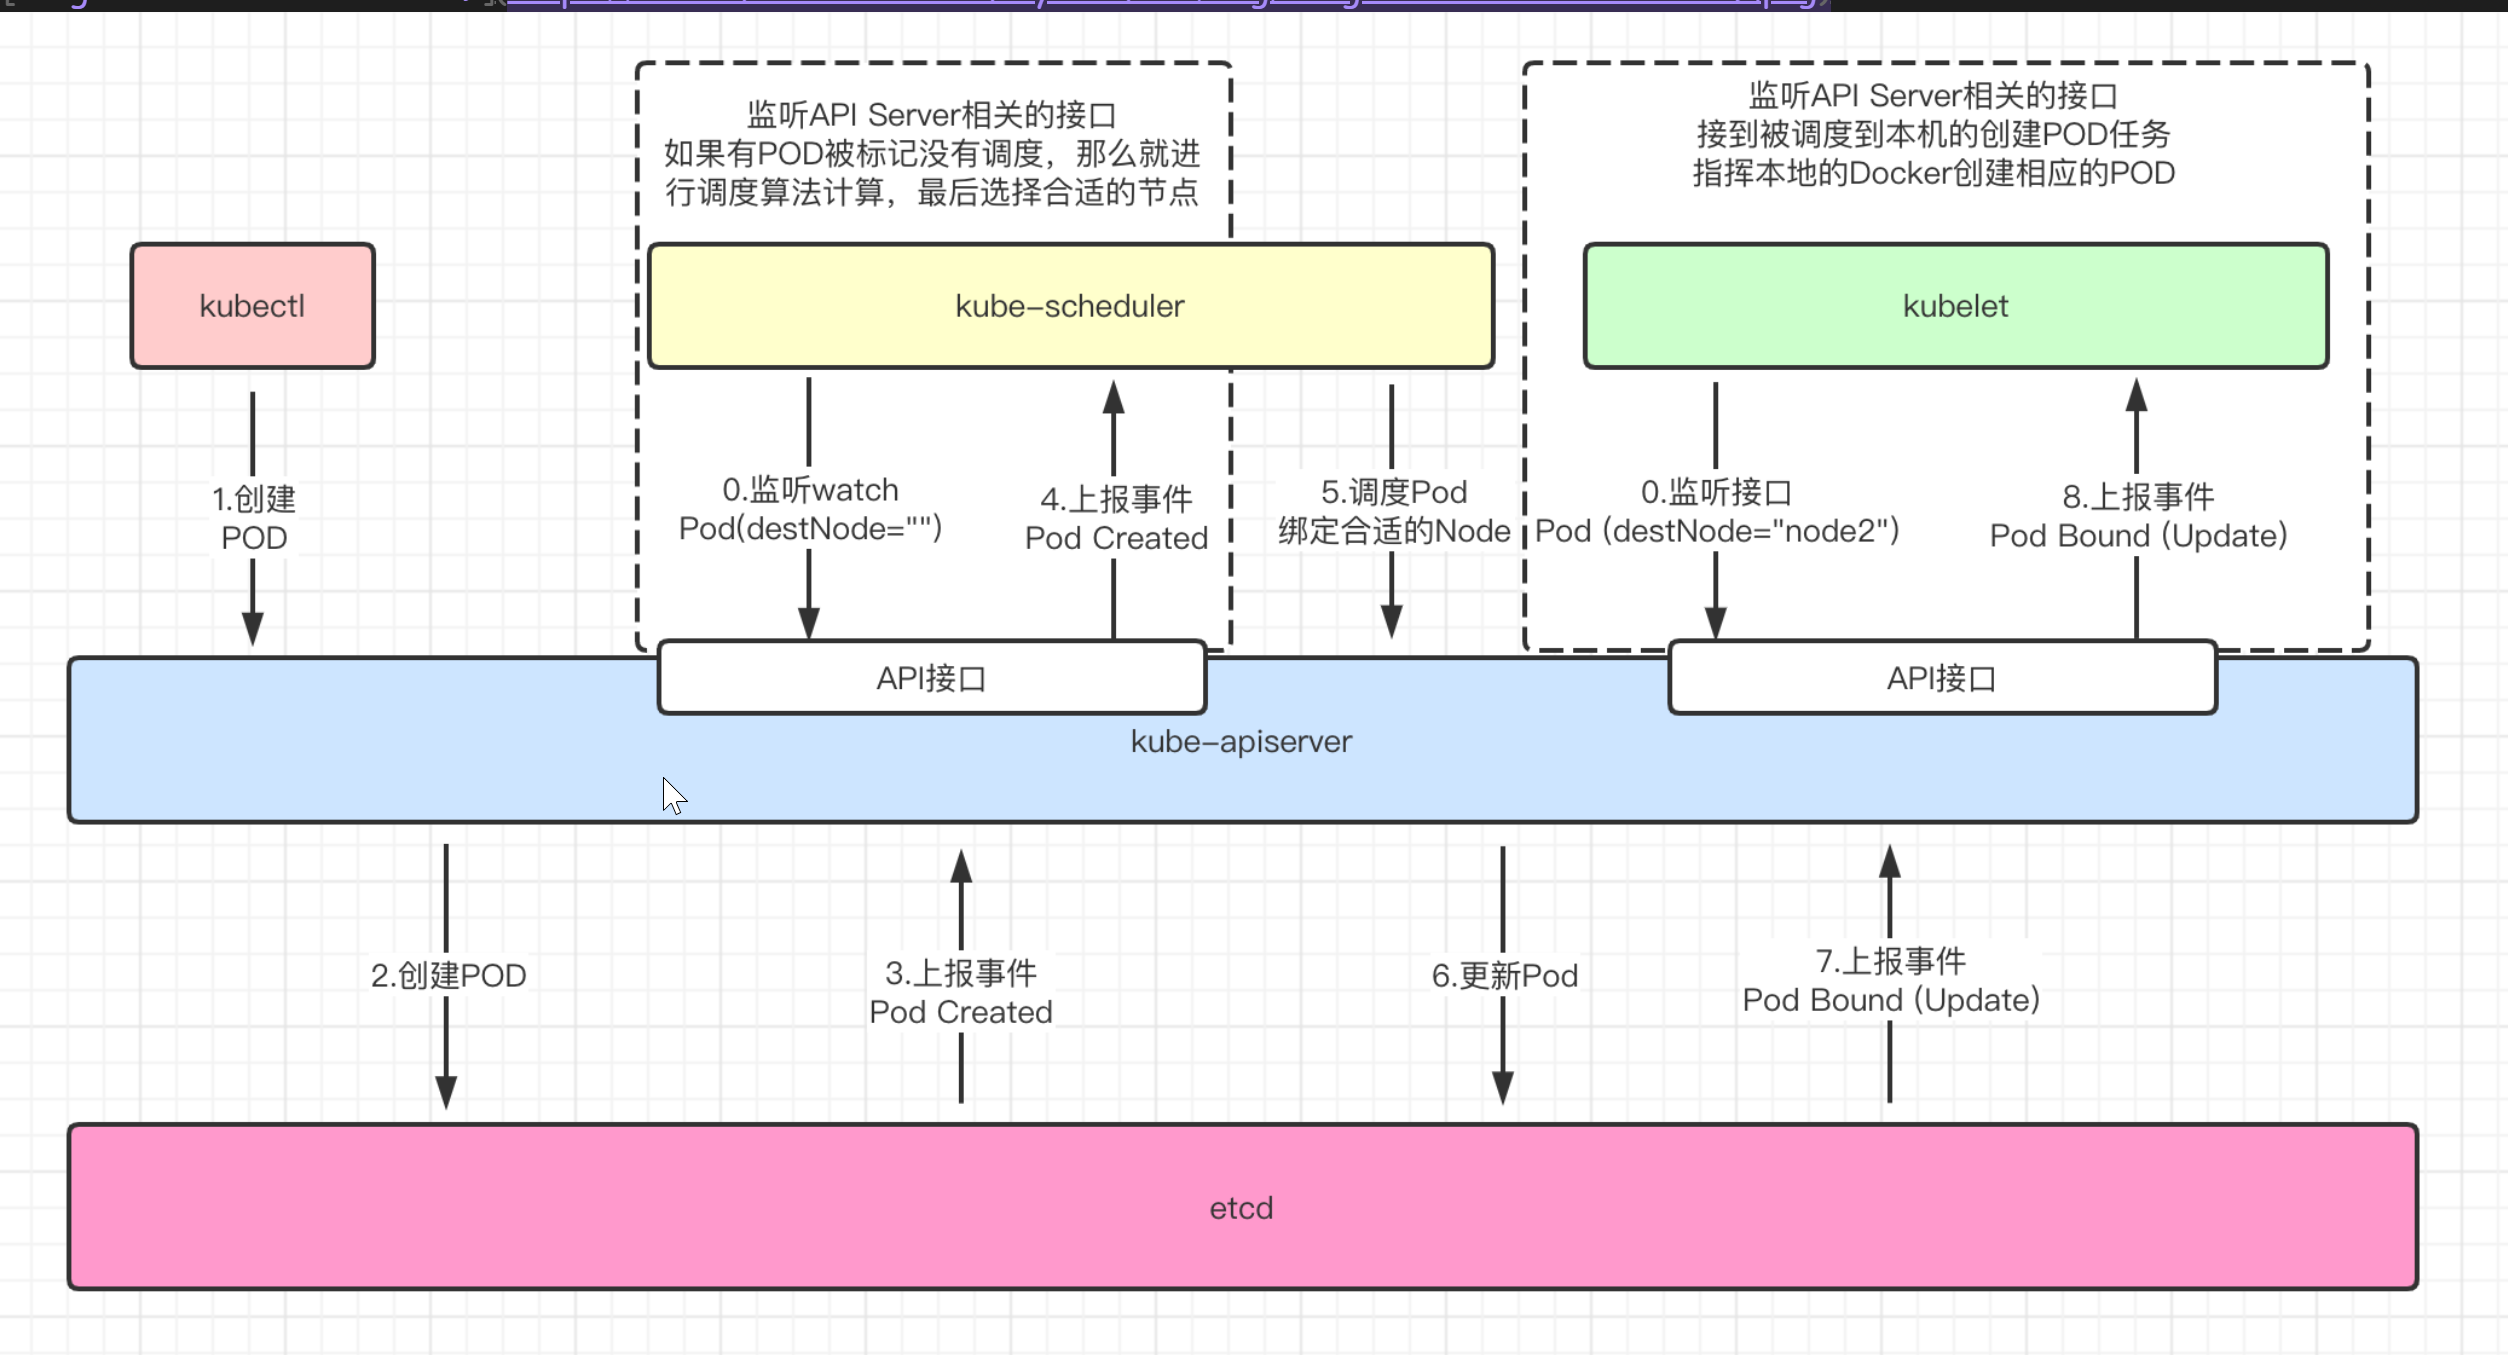 监听API Server相关的接口
如果有POD被标记没有调度，那么就进
行调度算法计算，最后选择合适的节点
监听API Server相关的接口
接到被调度到本机的创建POD任务
指挥本地的Docker创建相应的POD
kubectl
kube-scheduler
kubelet
1.创建
POD
0.监听watch
Pod(destNode="")
4.上报事件
Pod Created
5.调度Pod
绑定合适的Node
0.监听接口
Pod (destNode="node2")
8.上报事件
Pod Bound (Update)
API接口
API接口
kube-apiserver
2.创建POD
3.上报事件
Pod Created
6.更新Pod
7.上报事件
Pod Bound (Update)
etcd